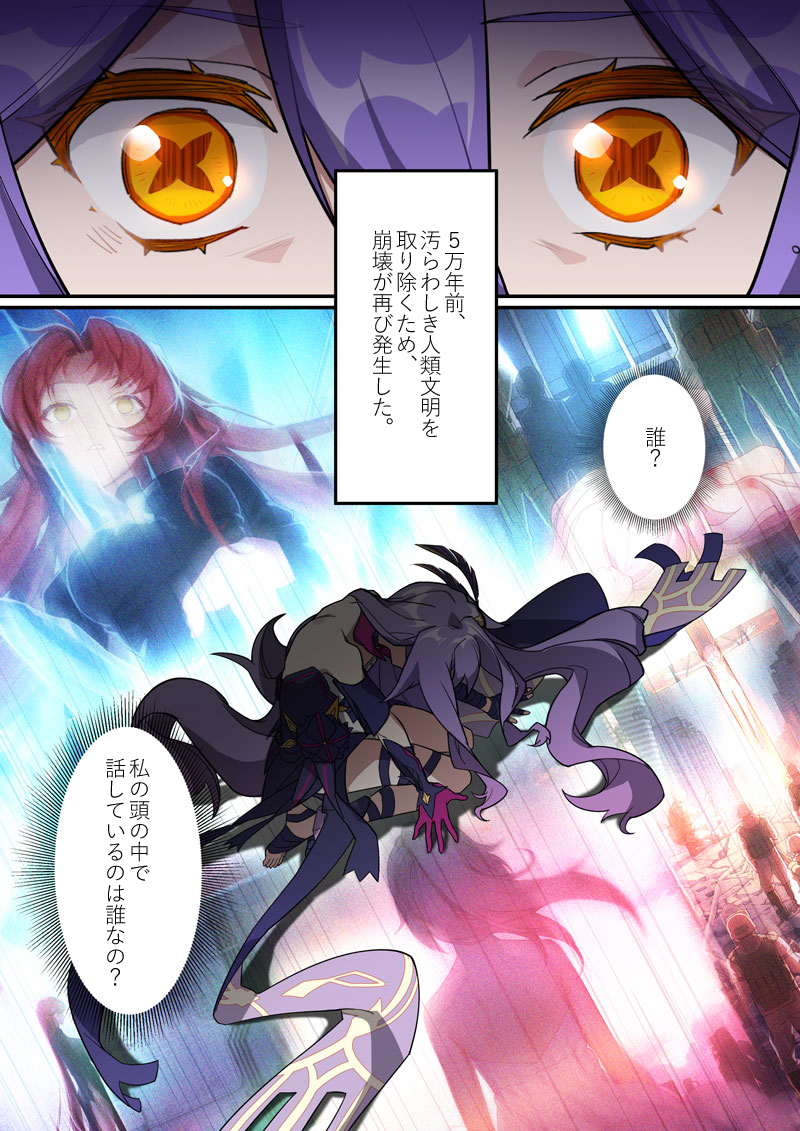 5万年前、
汚らわしき人類文明を
取り除くため、
崩壊が再び発生した。
誰？
私の頭の中で
話しているのは誰なの？